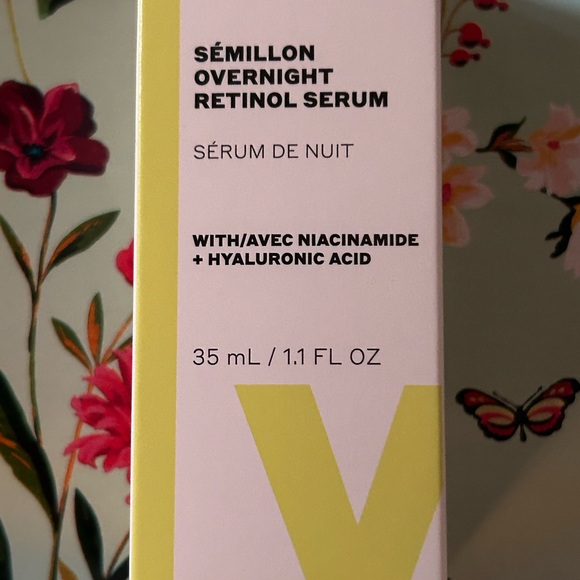 SÉMILLON
OVERNIGHT
RETINOL SERUM
SÉRUM DE NUIT
WITH/AVEC NIACINAMIDE
+ HYALURONIC ACID
35 mL / 1.1 FL OZ
V